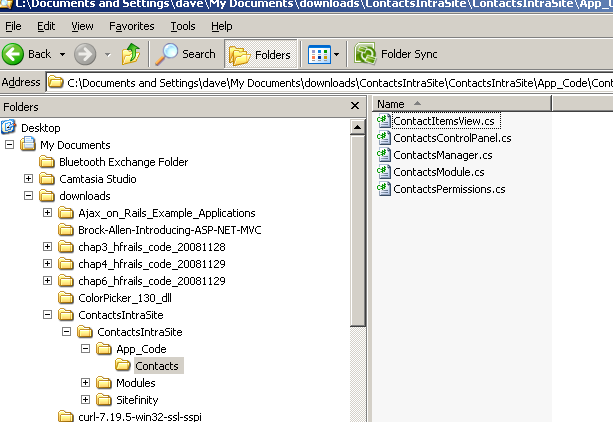 C:\Documents and Settings\dave\My Documents\downloads\ContactsIntraSite\ContactsIntraSite\App_C
File Edit View Favorites Tools Help
Back Search Folders Folder Sync
Address C:\Documents and Settings\dave\My Documents\downloads\ContactsIntraSite\ContactsIntraSite\App_Code\Cont
Folders
Name
Desktop
My Documents
Bluetooth Exchange Folder
Camtasia Studio
downloads
Ajax_on_Rails_Example_Applications
Brock-Allen-Introducing-ASP-NET-MVC
chap3_hfrails_code_20081128
chap4_hfrails_code_20081129
chap6_hfrails_code_20081129
ColorPicker_130_dll
ContactsIntraSite
ContactsIntraSite
App_Code
Contacts
Modules
Sitefinity
curl-7.19.5-win32-ssl-sspi
ContactItemsView.cs
ContactsControlPanel.cs
ContactsManager.cs
ContactsModule.cs
ContactsPermissions.cs